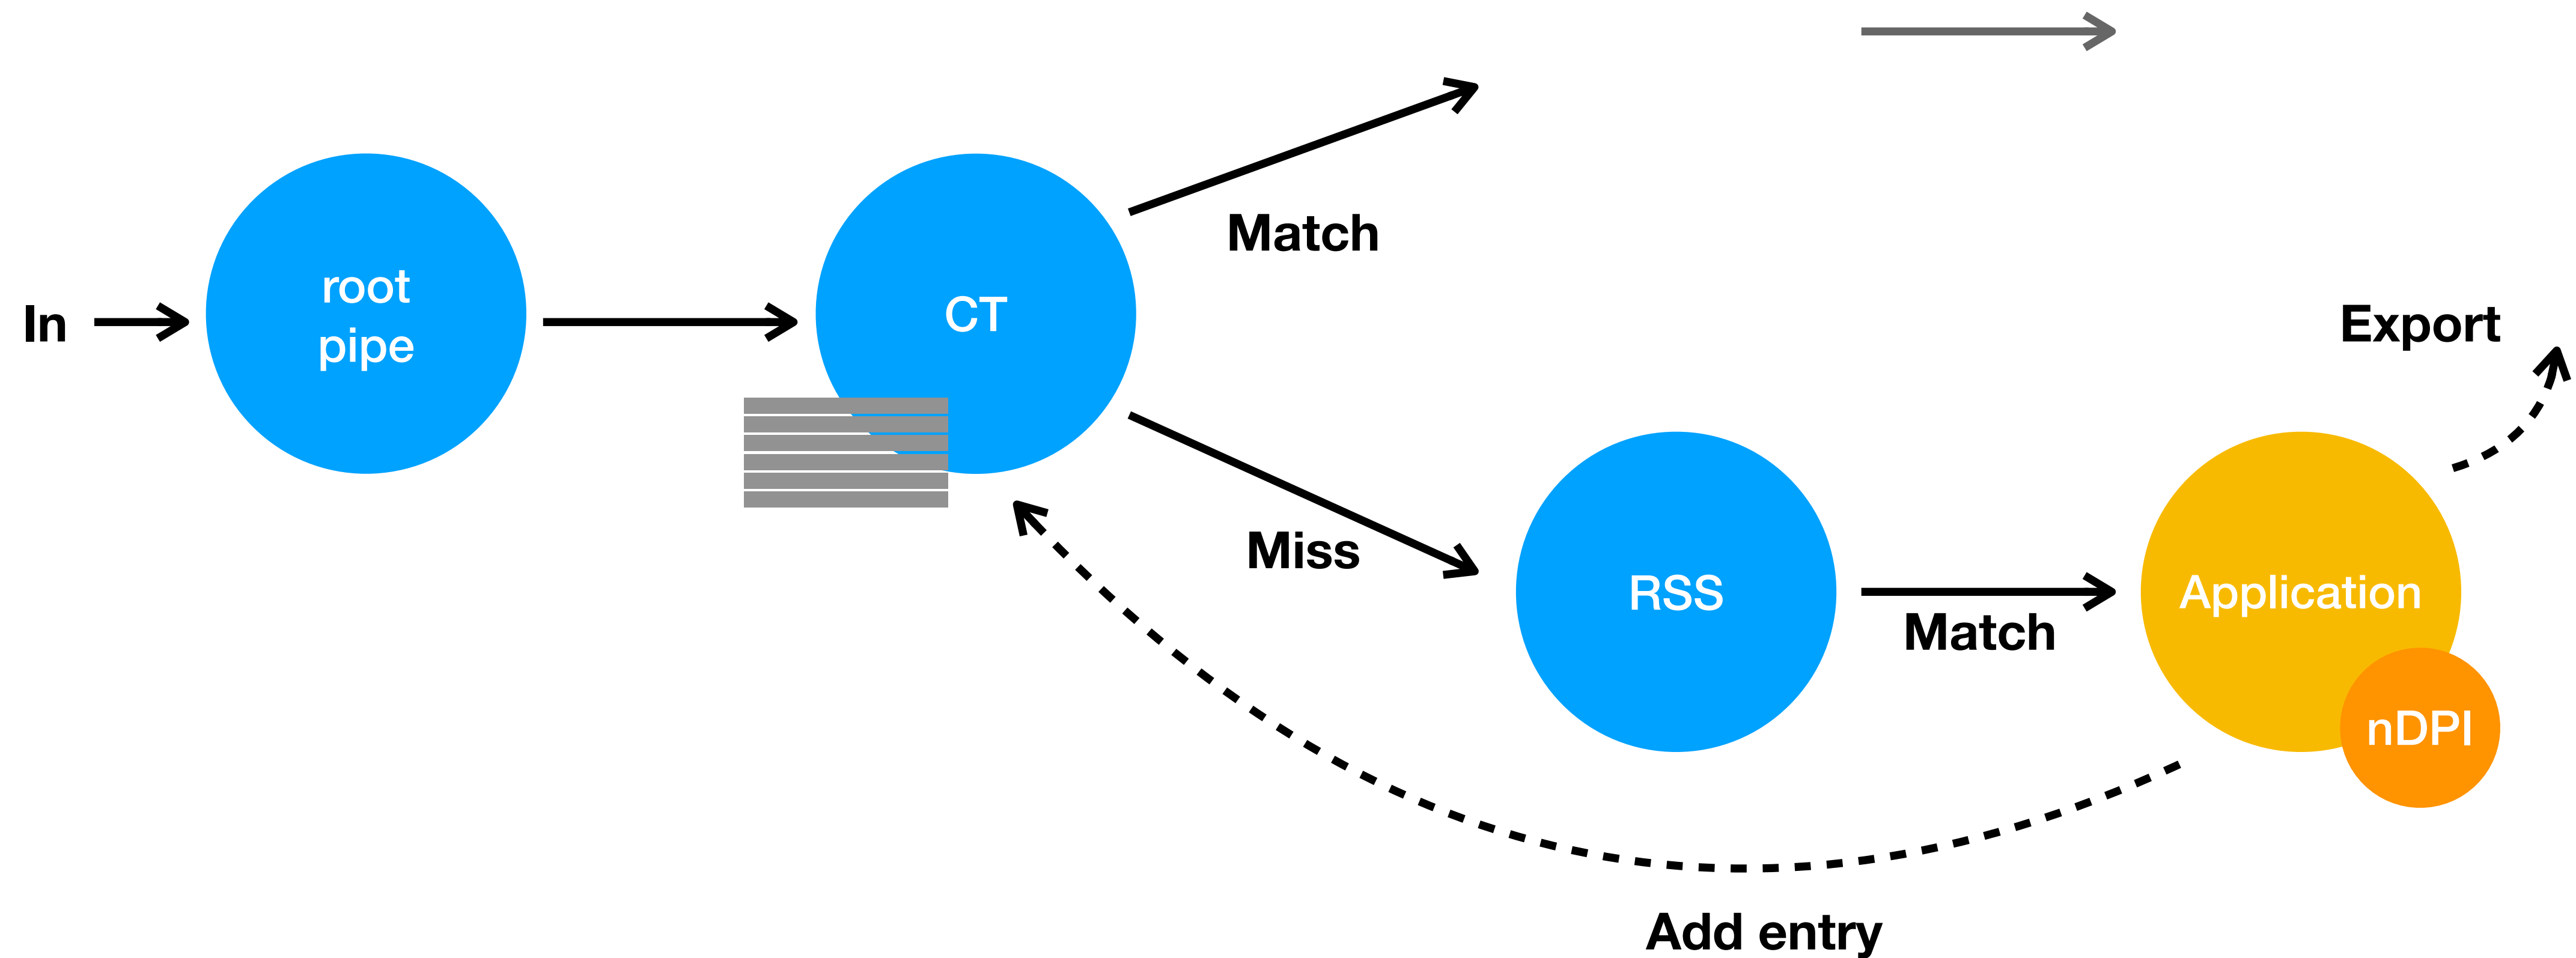 In
root
pipe
CT
Match
Miss
RSS
Match
Application
nDPI
Export
Add entry